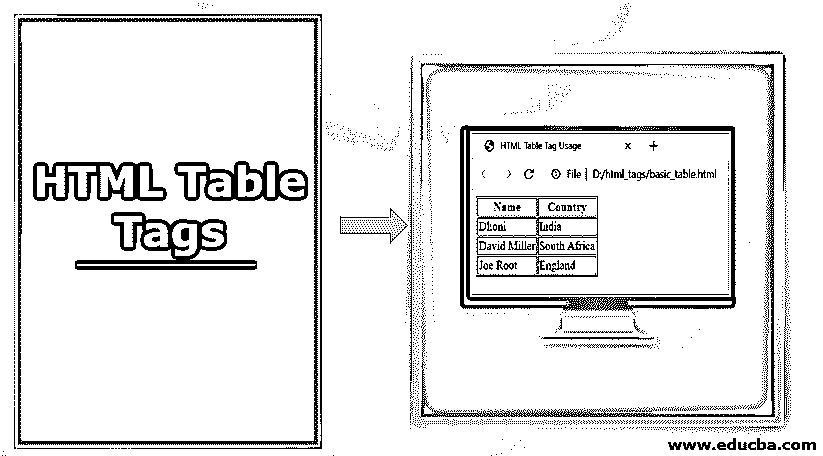 HTML Table
Tags
HTML Table Tag Usage × +
File | D:/html_tags/basic_table.html
Name Country
Dhoni India
David Miller South Africa
Joe Root England
www.educba.com